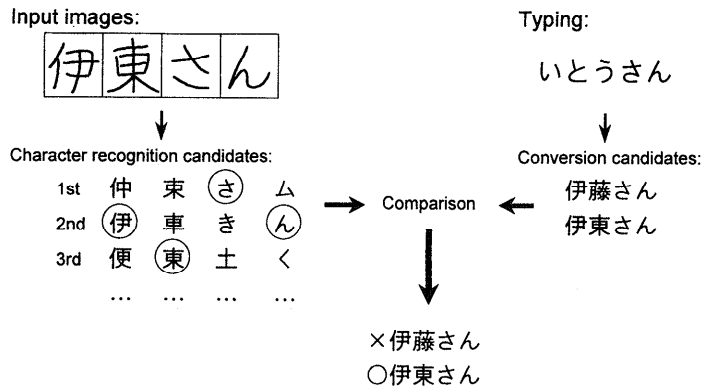 Input images:
伊東さん
Character recognition candidates:
1st 仲 束 さ ム
2nd 伊 車 き ん
3rd 便 東 土 く
… … … …
Typing:
いとうさん
Conversion candidates:
伊藤さん
伊東さん
Comparison
×伊藤さん
○伊東さん